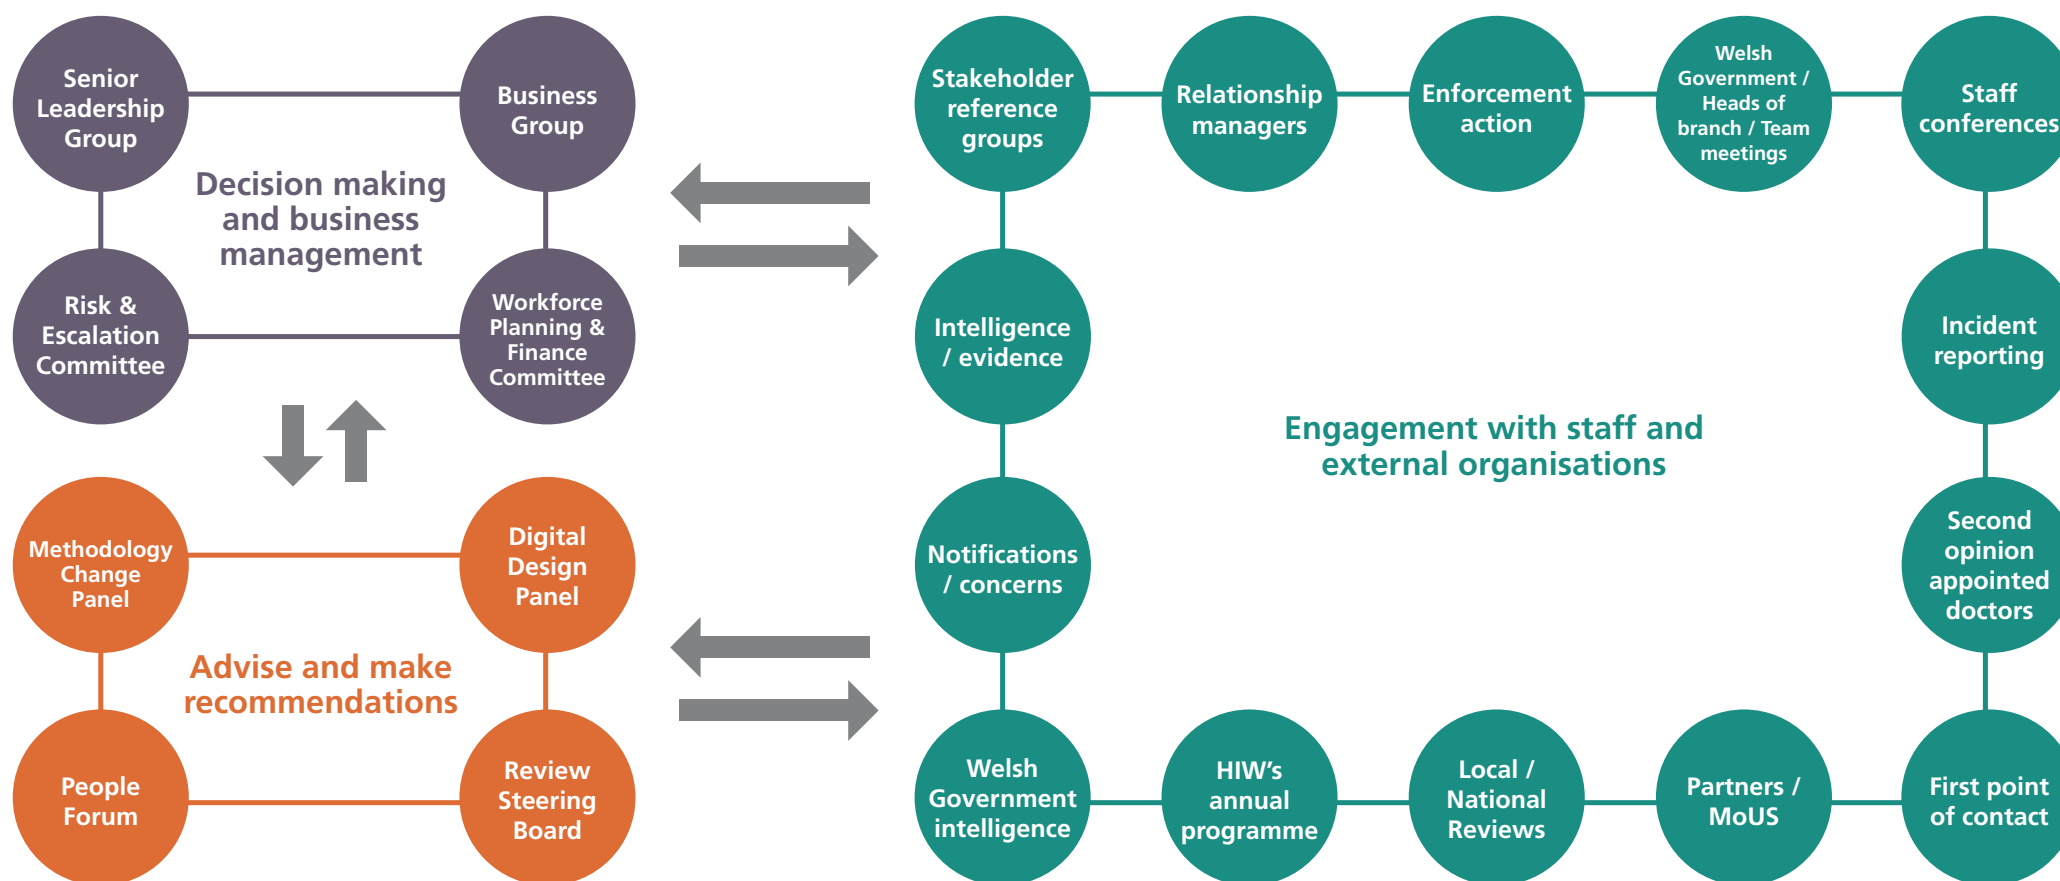 Senior
Leadership
Group
Business
Group
Decision making
and business
management
Risk &
Escalation
Committee
Workforce
Planning &
Finance
Committee
Methodology
Change
Panel
Digital
Design
Panel
Advise and make
recommendations
People
Forum
Review
Steering
Board
Stakeholder
reference
groups
Relationship
managers
Enforcement
action
Welsh
Government /
Heads of
branch / Team
meetings
Staff
conferences
Intelligence
/ evidence
Incident
reporting
Engagement with staff and
external organisations
Notifications
/ concerns
Second
opinion
appointed
doctors
Welsh
Government
intelligence
HIW's
annual
programme
Local /
National
Reviews
Partners /
MoUS
First point
of contact